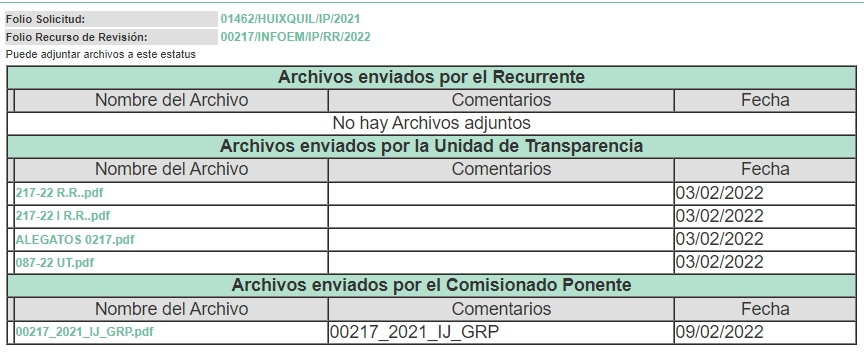 Folio Solicitud: 01462/HUIXQUIL/IP/2021
Folio Recurso de Revisión: 00217/INFOEM/IP/RR/2022
Puede adjuntar archivos a este estatus
Archivos enviados por el Recurrente
Nombre del Archivo Comentarios Fecha
No hay Archivos adjuntos
Archivos enviados por la Unidad de Transparencia
Nombre del Archivo Comentarios Fecha
217-22 R.R..pdf 03/02/2022
217-22 I R.R..pdf 03/02/2022
ALEGATOS 0217.pdf 03/02/2022
087-22 UT.pdf 03/02/2022
Archivos enviados por el Comisionado Ponente
Nombre del Archivo Comentarios Fecha
00217_2021_IJ_GRP.pdf 00217_2021_IJ_GRP 09/02/2022